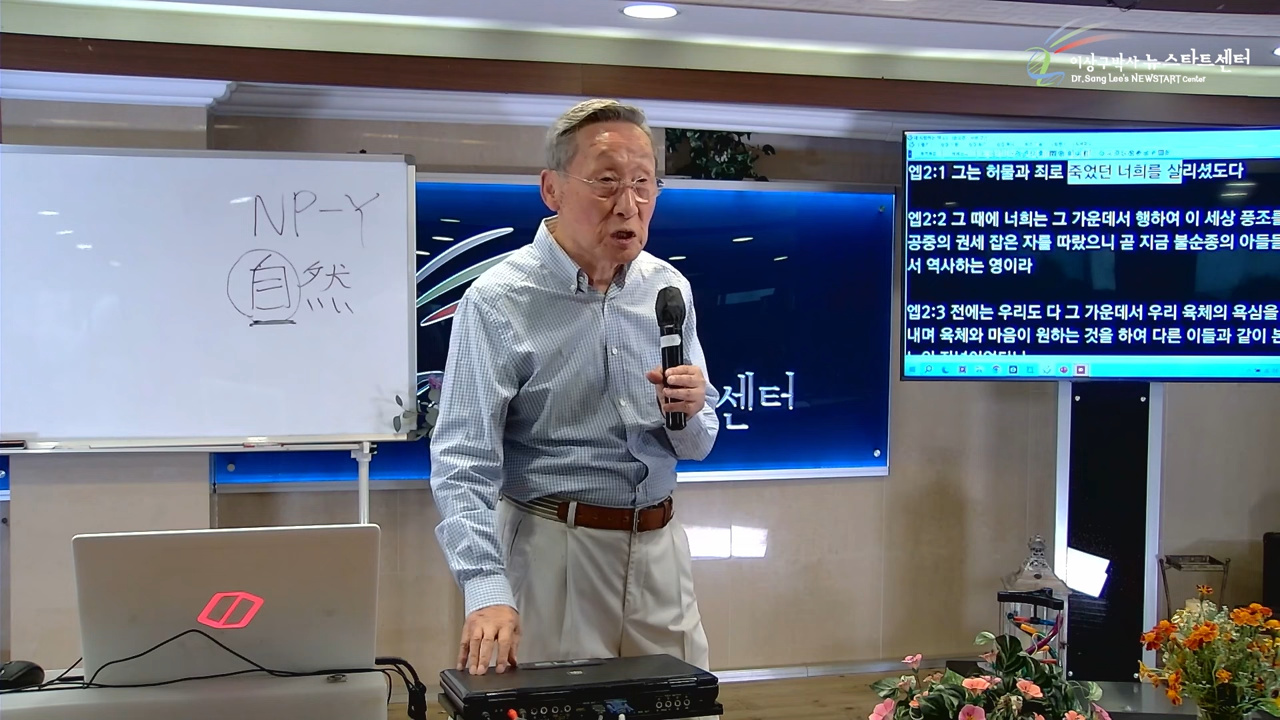 이상구박사 뉴스타트센터
Dr. Sang Lee's NEWSTART Center
NP-Y
自然
센터
엡2:1 그는 허물과 죄로 죽었던 너희를 살리셨도다
엡2:2 그 때에 너희는 그 가운데서 행하여 이 세상 풍조를
공중의 권세 잡은 자를 따랐으니 곧 지금 불순종의 아들들
서 역사하는 영이라
엡2:3 전에는 우리도 다 그 가운데서 우리 육체의 욕심을
내며 육체와 마음이 원하는 것을 하여 다른 이들과 같이 본